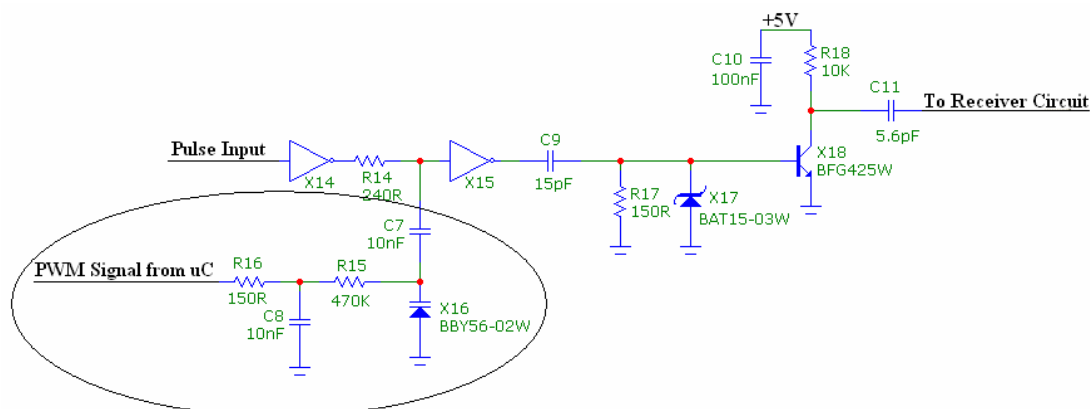 +5V
C10
100nF
R18
10K
C11
5.6pF
To Receiver Circuit
Pulse Input
X14
R14
240R
X15
C9
15pF
X18
BFG425W
R17
150R
X17
BAT15-03W
C7
10nF
PWM Signal from uC
R16
150R
R15
470K
C8
10nF
X16
BBY56-02W